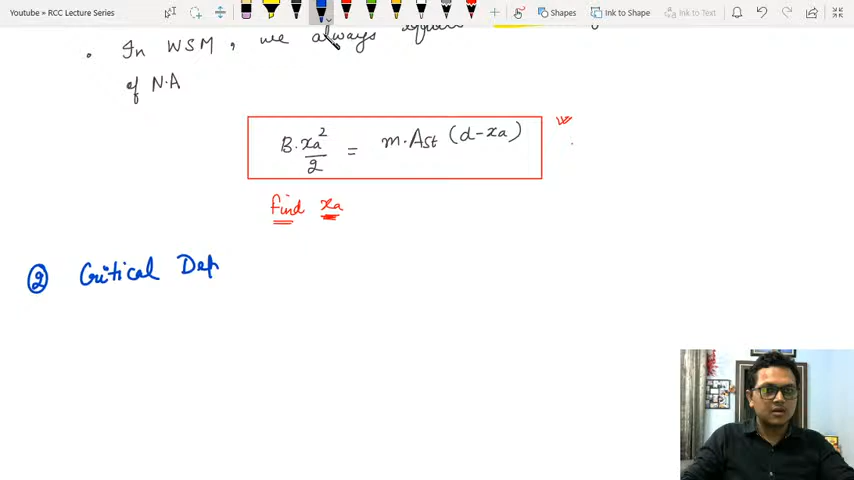 Youtube » RCC Lecture Series
Shapes
Ink to Shape
Ink to Text
• In WSM, we always equate
of N.A
B.xa²/2 = m.Ast (d-xa)
find xa
② Critical Dep